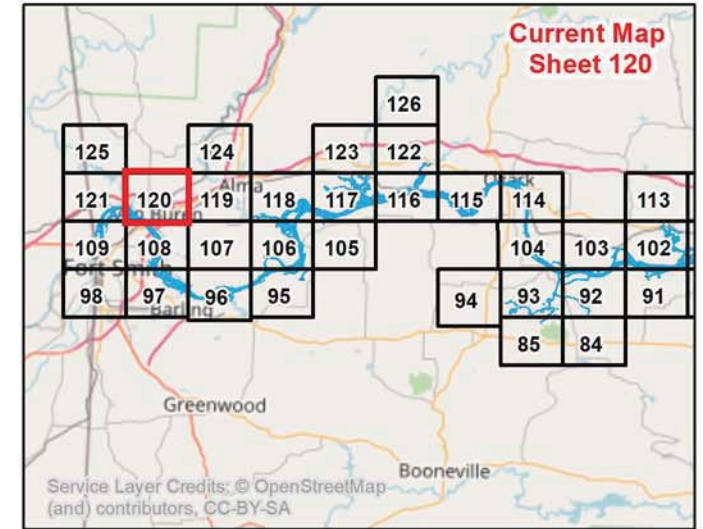 Current Map
Sheet 120
126
125 124 123 122
121 120 119 Alma 118 117 116 115 Ozark 114 113
Van Buren
109 108 107 106 105 104 103 102
Fort Smith
98 97 96 95 94 93 92 91
Barling
85 84
Greenwood
Booneville
Service Layer Credits: © OpenStreetMap
(and) contributors, CC-BY-SA